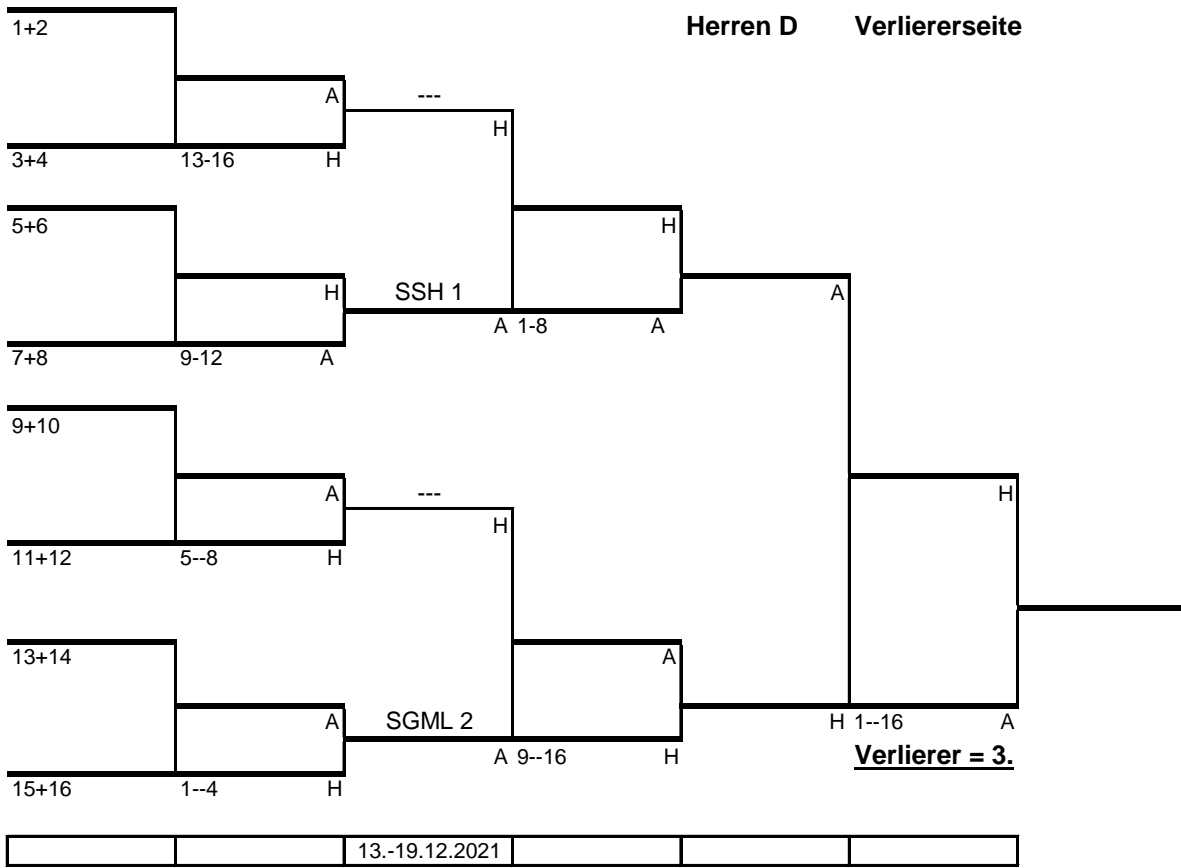 1+2
Herren D Verliererseite
A ---
H
3+4 13-16 H
5+6 H
H SSH 1 A
A 1-8 A
7+8 9-12 A
9+10
A ---
H H
11+12 5--8 H
13+14 A
A SGML 2 H 1--16 A
A 9--16 H Verlierer = 3.
15+16 1--4 H
13.-19.12.2021